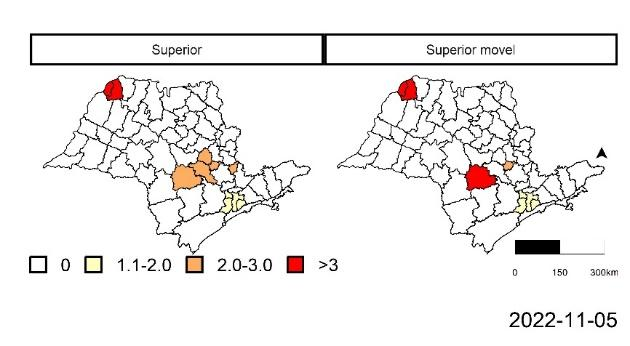 Superior
Superior movel
0 1.1-2.0 2.0-3.0 >3
0 150 300km
2022-11-05